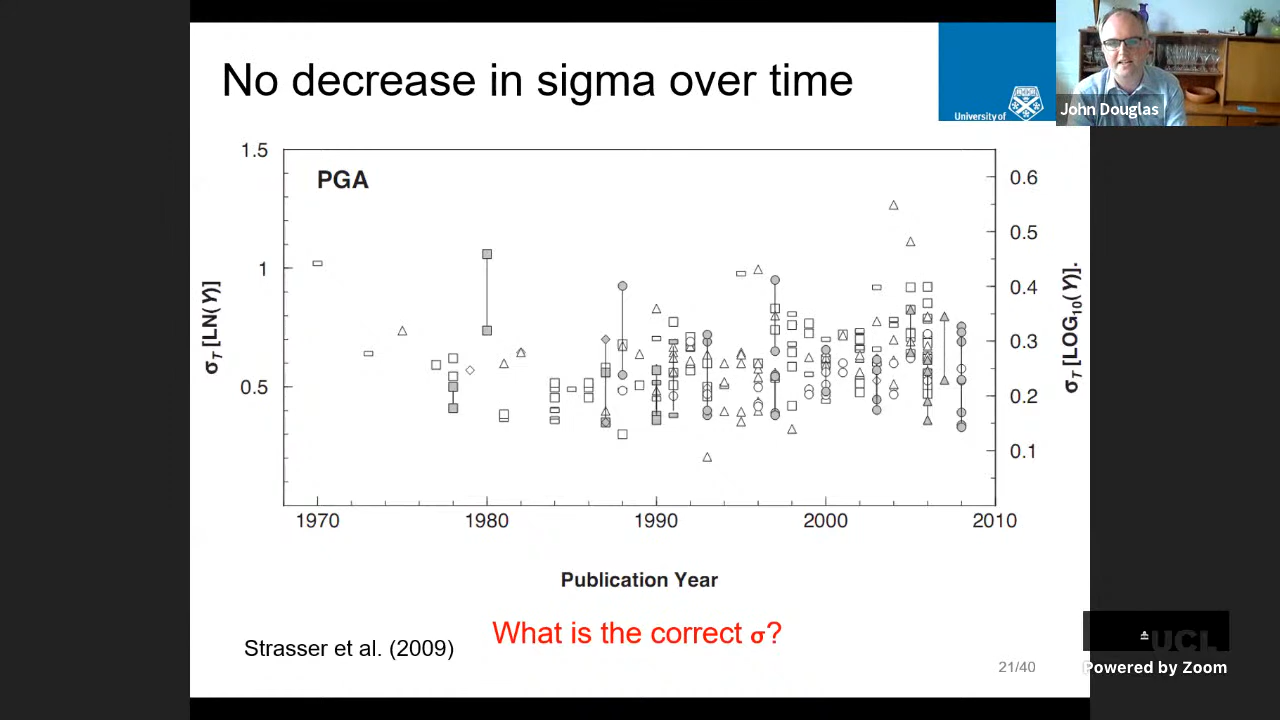 No decrease in sigma over time
University of
John Douglas
PGA
1.5
1
0.5
σT [LN(Y)]
0.6
0.5
0.4
0.3
0.2
0.1
σT [LOG10(Y)].
1970 1980 1990 2000 2010
Publication Year
What is the correct σ?
Strasser et al. (2009)
21/40
UCL
Powered by Zoom